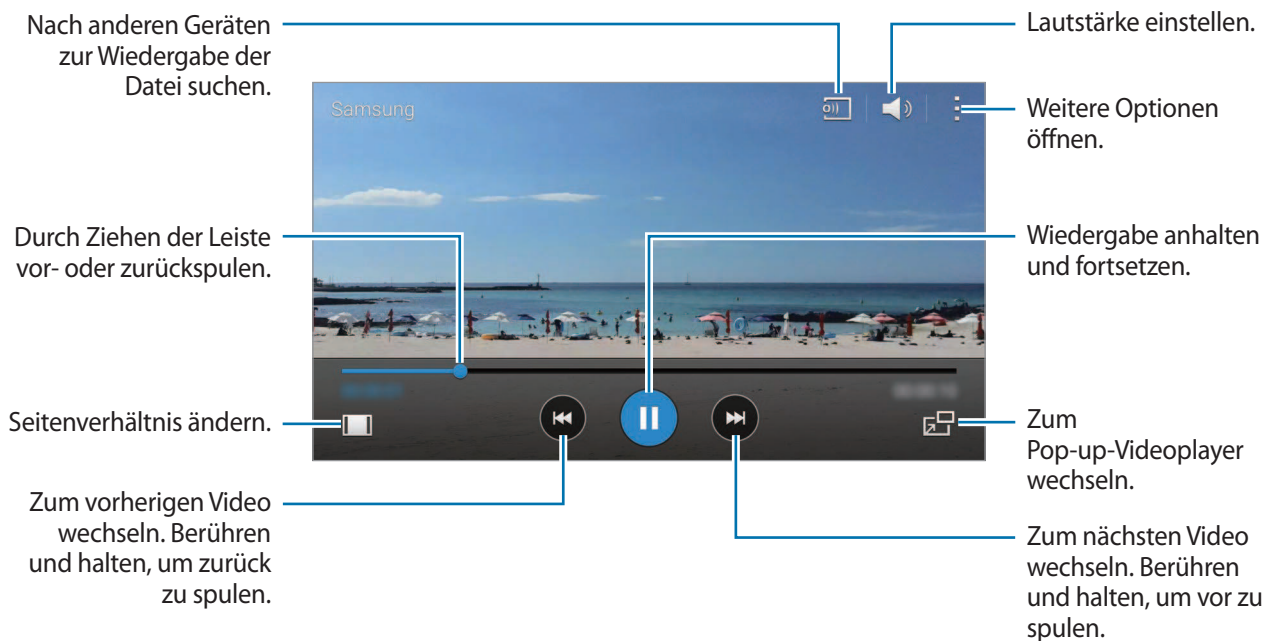 Nach anderen Geräten
zur Wiedergabe der
Datei suchen.
Lautstärke einstellen.
Samsung
Weitere Optionen
öffnen.
Durch Ziehen der Leiste
vor- oder zurückspulen.
Wiedergabe anhalten
und fortsetzen.
Seitenverhältnis ändern.
Zum
Pop-up-Videoplayer
wechseln.
Zum vorherigen Video
wechseln. Berühren
und halten, um zurück
zu spulen.
Zum nächsten Video
wechseln. Berühren
und halten, um vor zu
spulen.